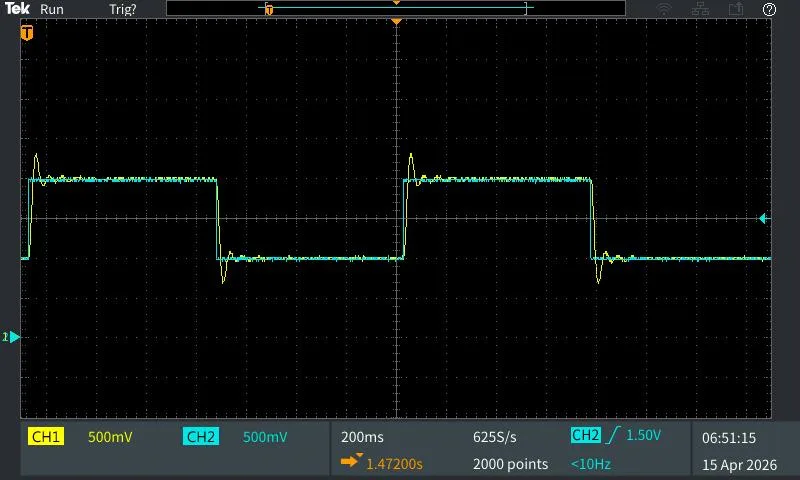 Tek Run Trig? T ?
T
CH1 500mV CH2 500mV 200ms 625S/s CH2 1.50V 06:51:15
1.47200s 2000 points <10Hz 15 Apr 2026